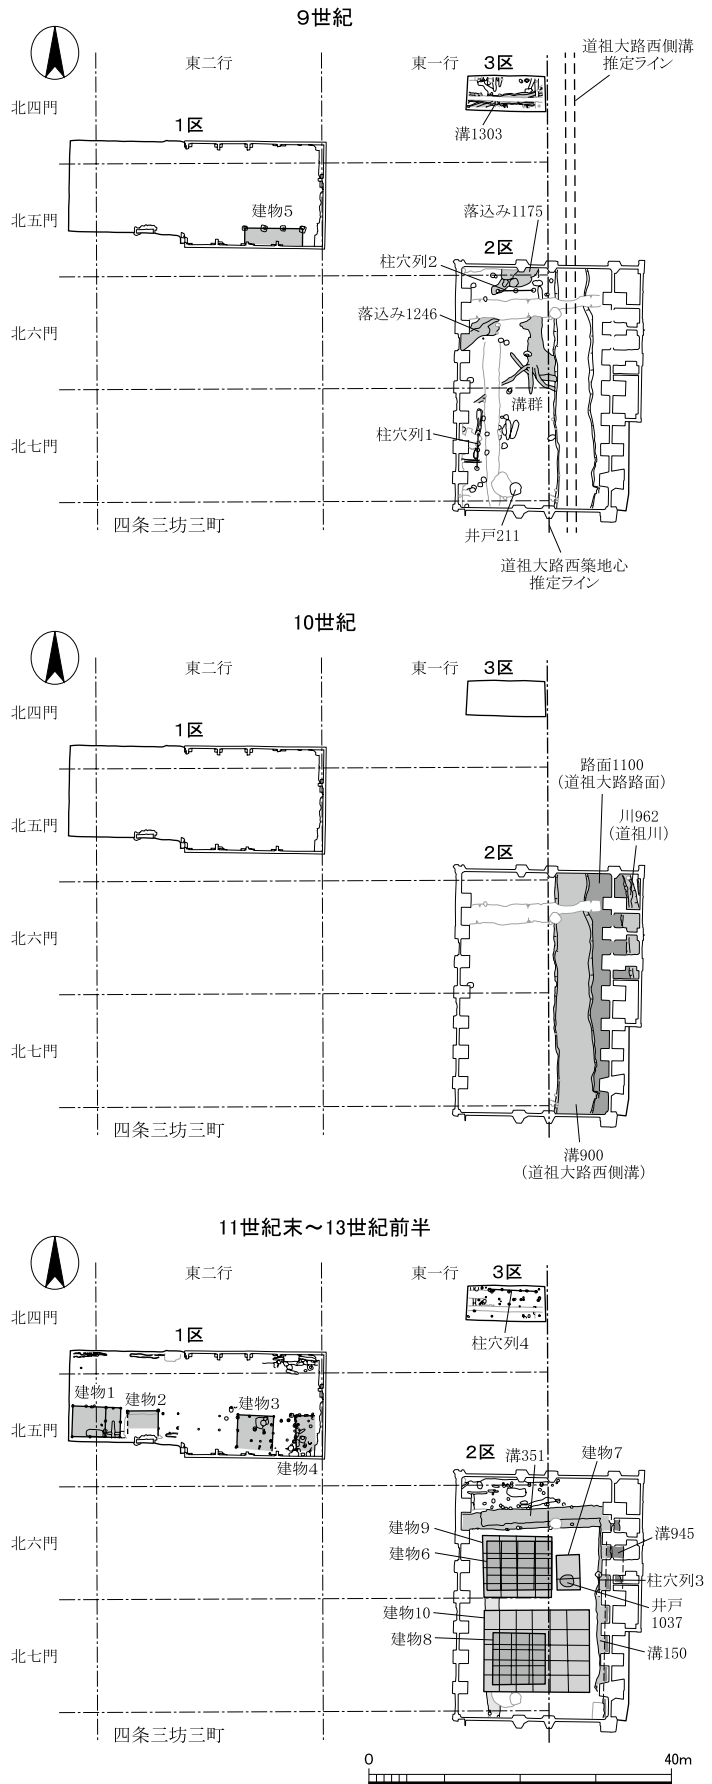 9世紀
東二行
東一行
3区
道祖大路西側溝
推定ライン
北四門
1区
溝1303
北五門
建物5
落込み1175
2区
柱穴列2
落込み1246
北六門
溝群
柱穴列1
北七門
井戸211
四条三坊三町
道祖大路西築地心
推定ライン
10世紀
東二行
東一行
3区
北四門
1区
路面1100
(道祖大路路面)
川962
(道祖川)
北五門
2区
北六門
北七門
四条三坊三町
溝900
(道祖大路西側溝)
11世紀末～13世紀前半
東二行
東一行
3区
北四門
1区
柱穴列4
建物1
建物2
建物3
北五門
建物4
2区
溝351
建物7
建物9
溝945
北六門
建物6
柱穴列3
井戸
1037
建物10
建物8
溝150
北七門
四条三坊三町
0
40m